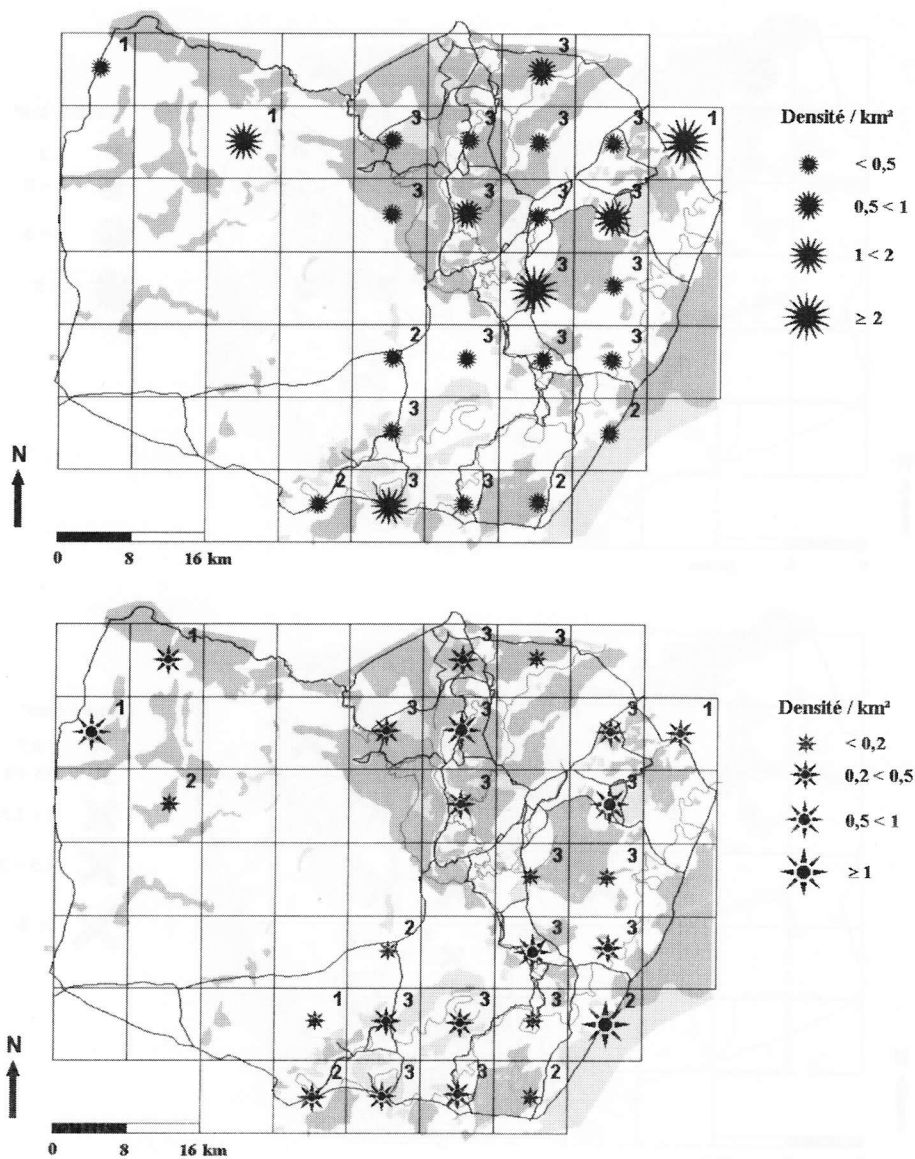 1 3
1 3 3 3 3 1
3 3 3 3
3 3
2 3 3 3
3 2
2 3 3 2
Densité / km²
< 0,5
0,5 < 1
1 < 2
≥ 2
N
0 8 16 km
1 3 3
1 3 3 3 1
2 3 3
3 3
2 3 3
1 3 3 3 2
2 3 3 2
Densité / km²
< 0,2
0,2 < 0,5
0,5 < 1
≥ 1
N
0 8 16 km